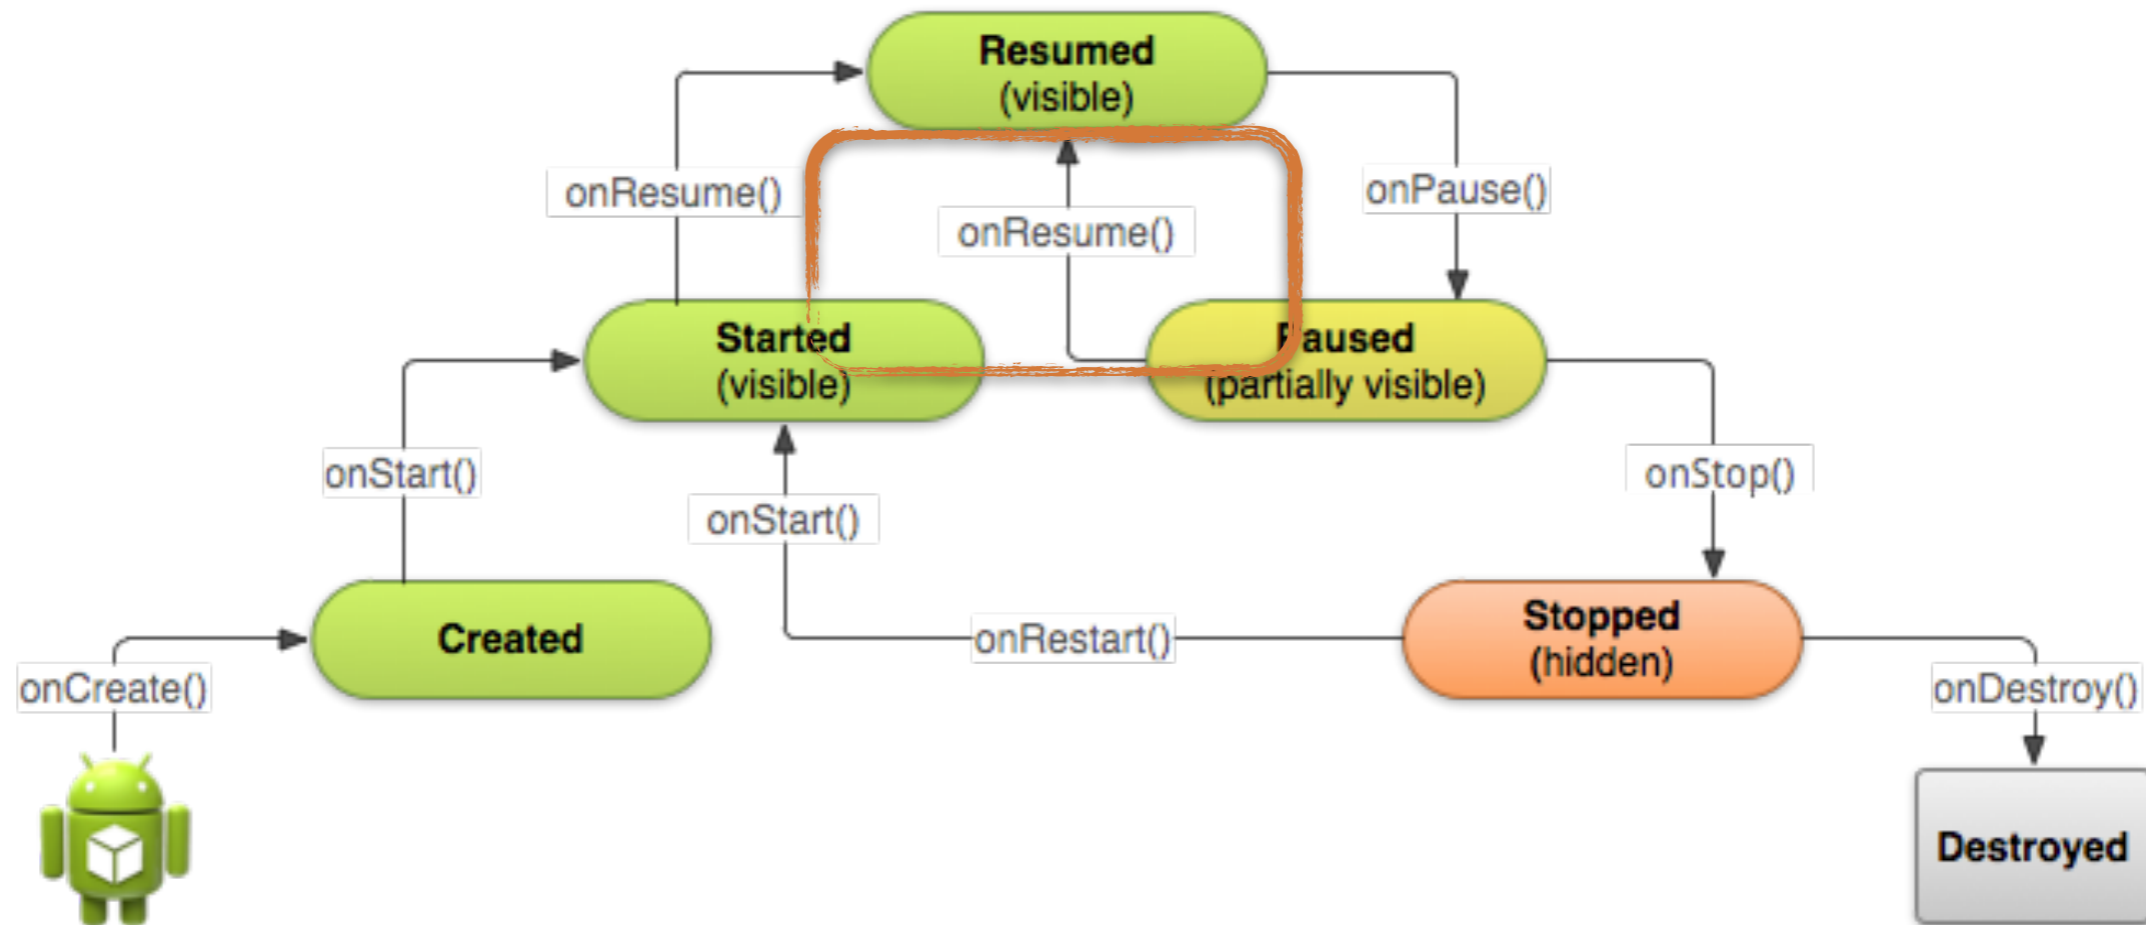 Resumed
(visible)
onResume()
onResume()
onPause()
Started
(visible)
Paused
(partially visible)
onStart()
onStart()
onStop()
Created
onRestart()
Stopped
(hidden)
onCreate()
onDestroy()
Destroyed